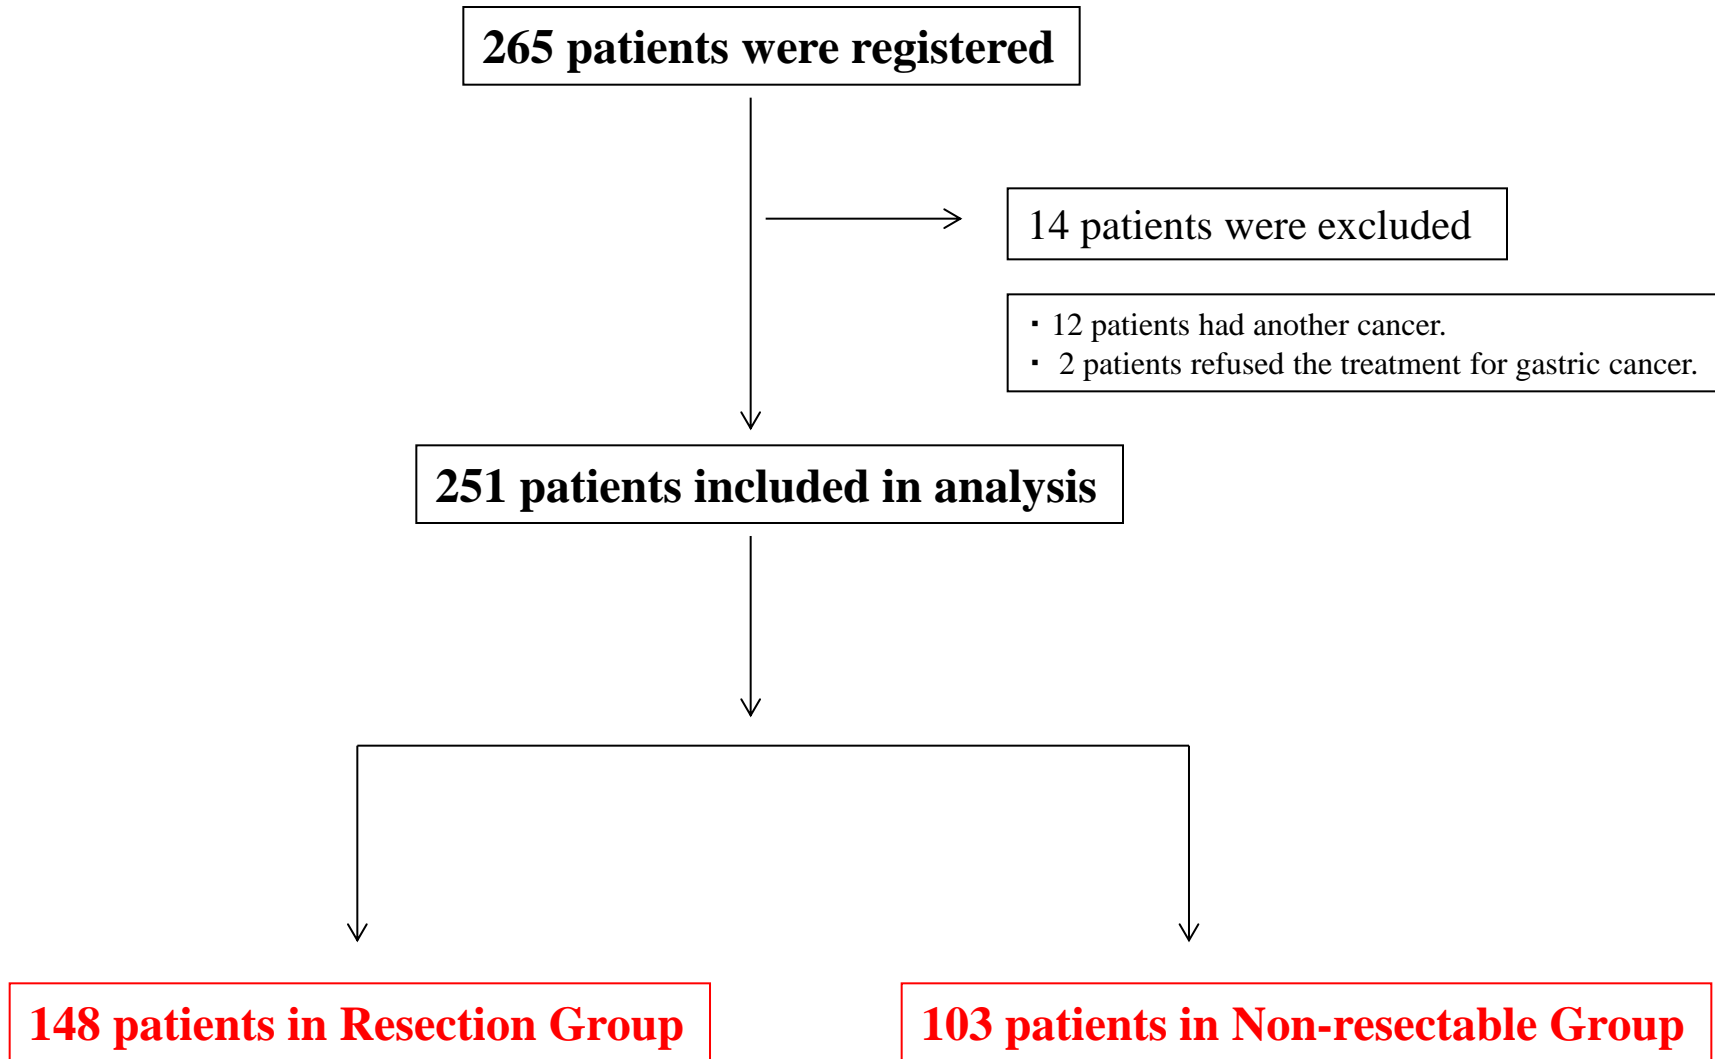 265 patients were registered
14 patients were excluded
・12 patients had another cancer.
・ 2 patients refused the treatment for gastric cancer.
251 patients included in analysis
148 patients in Resection Group
103 patients in Non-resectable Group